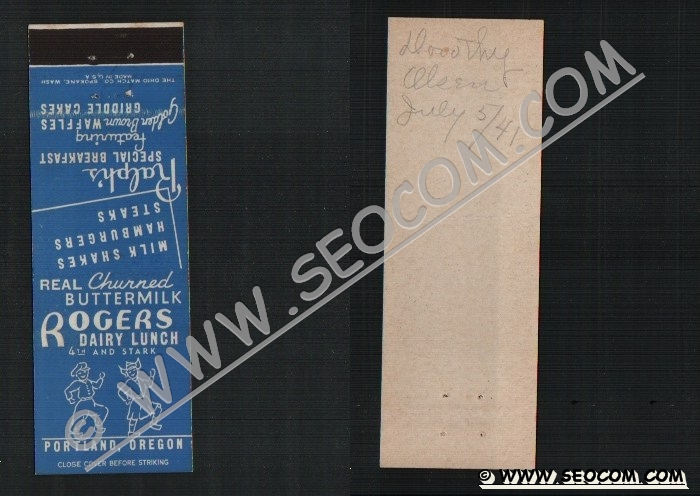 THE OHIO MATCH CO. SPOKANE, WASH
MADE IN U.S.A.
Ralph's
SPECIAL BREAKFAST
featuring
Golden Brown WAFFLES
GRIDDLE CAKES
MILK SHAKES
HAMBURGERS
STEAKS
REAL Churned
BUTTERMILK
ROGERS
DAIRY LUNCH
4TH AND STARK
PORTLAND, OREGON
CLOSE COVER BEFORE STRIKING
Dorothy
Olsen
July 5/41
© WWW.SEOCOM.COM
© WWW.SEOCOM.COM